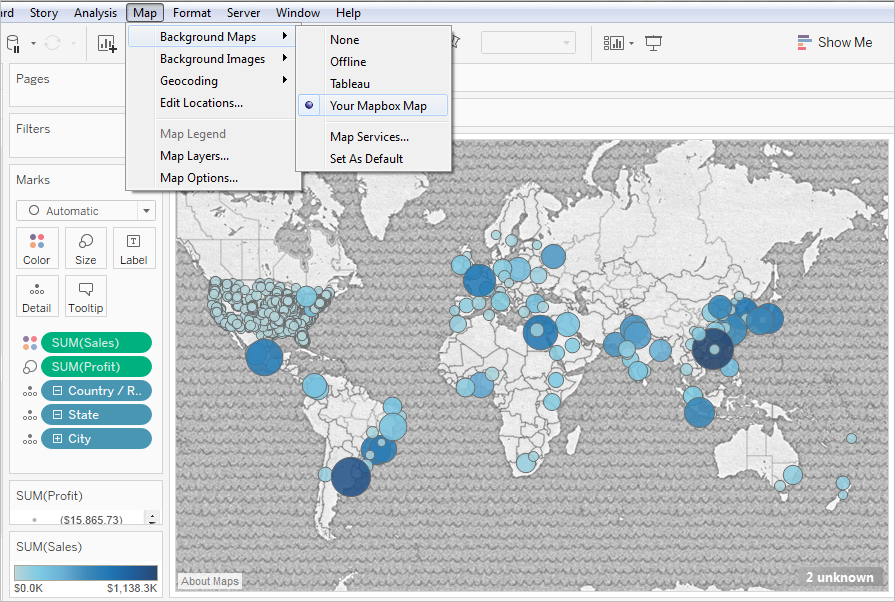 rd Story Analysis Map Format Server Window Help
Background Maps
Background Images
Geocoding
Edit Locations...
Map Legend
Map Layers...
Map Options...
None
Offline
Tableau
Your Mapbox Map
Map Services...
Set As Default
Show Me
Pages
Filters
Marks
Automatic
Color Size Label
Detail Tooltip
SUM(Sales)
SUM(Profit)
Country / R..
State
City
SUM(Profit)
($15,865.73)
SUM(Sales)
$0.0K $1,138.3K
About Maps
2 unknown